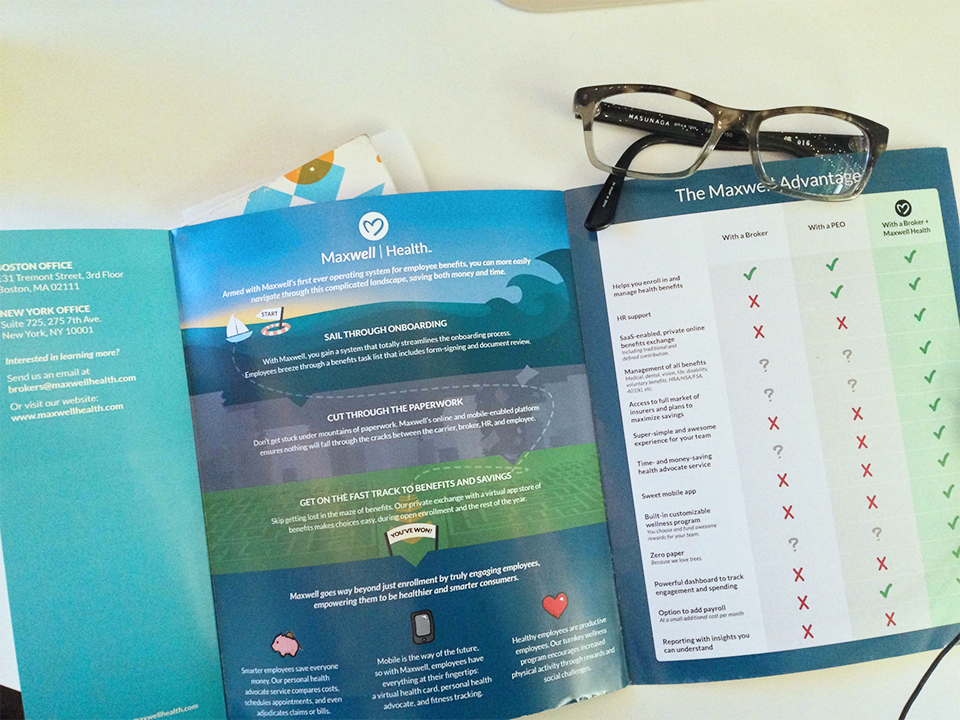 BOSTON OFFICE
131 Tremont Street, 3rd Floor
Boston, MA 02111
NEW YORK OFFICE
Suite 725, 275 7th Ave.
New York, NY 10001
Interested in learning more?
Send us an email at
brokers@maxwellhealth.com
Or visit our website:
www.maxwellhealth.com
maxwellhealth.com
Maxwell | Health™
Armed with Maxwell's first ever operating system for employee benefits, you can more easily
navigate through this complicated landscape, saving both money and time.
START
SAIL THROUGH ONBOARDING
With Maxwell, you gain a system that totally streamlines the onboarding process.
Employees breeze through a benefits task list that includes form-signing and document review.
CUT THROUGH THE PAPERWORK
Don't get stuck under mountains of paperwork. Maxwell's online and mobile-enabled platform
ensures nothing will fall through the cracks between the carrier, broker, HR, and employee.
GET ON THE FAST TRACK TO BENEFITS AND SAVINGS
Skip getting lost in the maze of benefits. Our private exchange with a virtual app store of
benefits makes choices easy, during open enrollment and the rest of the year.
YOU'VE WON!
Maxwell goes way beyond just enrollment by truly engaging employees,
empowering them to be healthier and smarter consumers.
Smarter employees save everyone
money. Our personal health
advocate service compares costs,
schedules appointments, and even
adjudicates claims or bills.
Mobile is the way of the future,
so with Maxwell, employees have
everything at their fingertips:
a virtual health card, personal health
advocate, and fitness tracking.
Healthy employees are productive
employees. Our turnkey wellness
program encourages increased
physical activity through rewards and
social challenges.
MASUNAGA since 1905
The Maxwell Advantage
With a Broker
With a PEO
With a Broker +
Maxwell Health
Helps you enroll in and
manage health benefits
HR support
SaaS-enabled, private online
benefits exchange
Including traditional and
defined contribution.
Management of all benefits
Medical, dental, vision, life, disability,
voluntary benefits, HRA/HSA/FSA,
401(k), etc.
Access to full market of
insurers and plans to
maximize savings
Super-simple and awesome
experience for your team
Time- and money-saving
health advocate service
Sweet mobile app
Built-in customizable
wellness program
You choose and fund awesome
rewards for your team.
Zero paper
Because we love trees.
Powerful dashboard to track
engagement and spending
Option to add payroll
At a small additional cost per month
Reporting with insights you
can understand